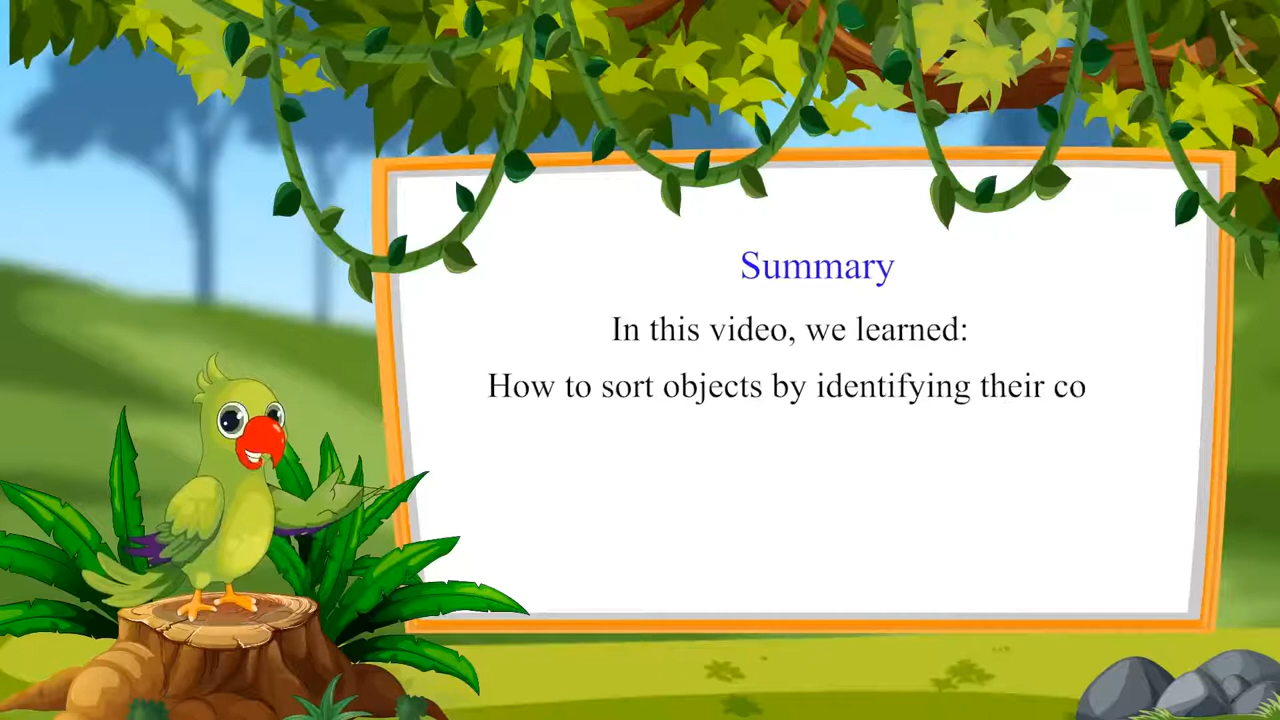 Summary
In this video, we learned:
How to sort objects by identifying their co